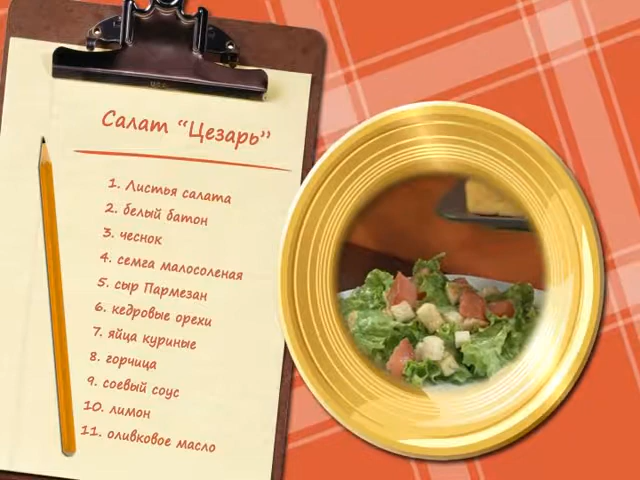 Салат “Цезарь”
1. Листья салата
2. белый батон
3. чеснок
4. семга малосоленая
5. сыр Пармезан
6. кедровые орехи
7. яйца куриные
8. горчица
9. соевый соус
10. лимон
11. оливковое масло